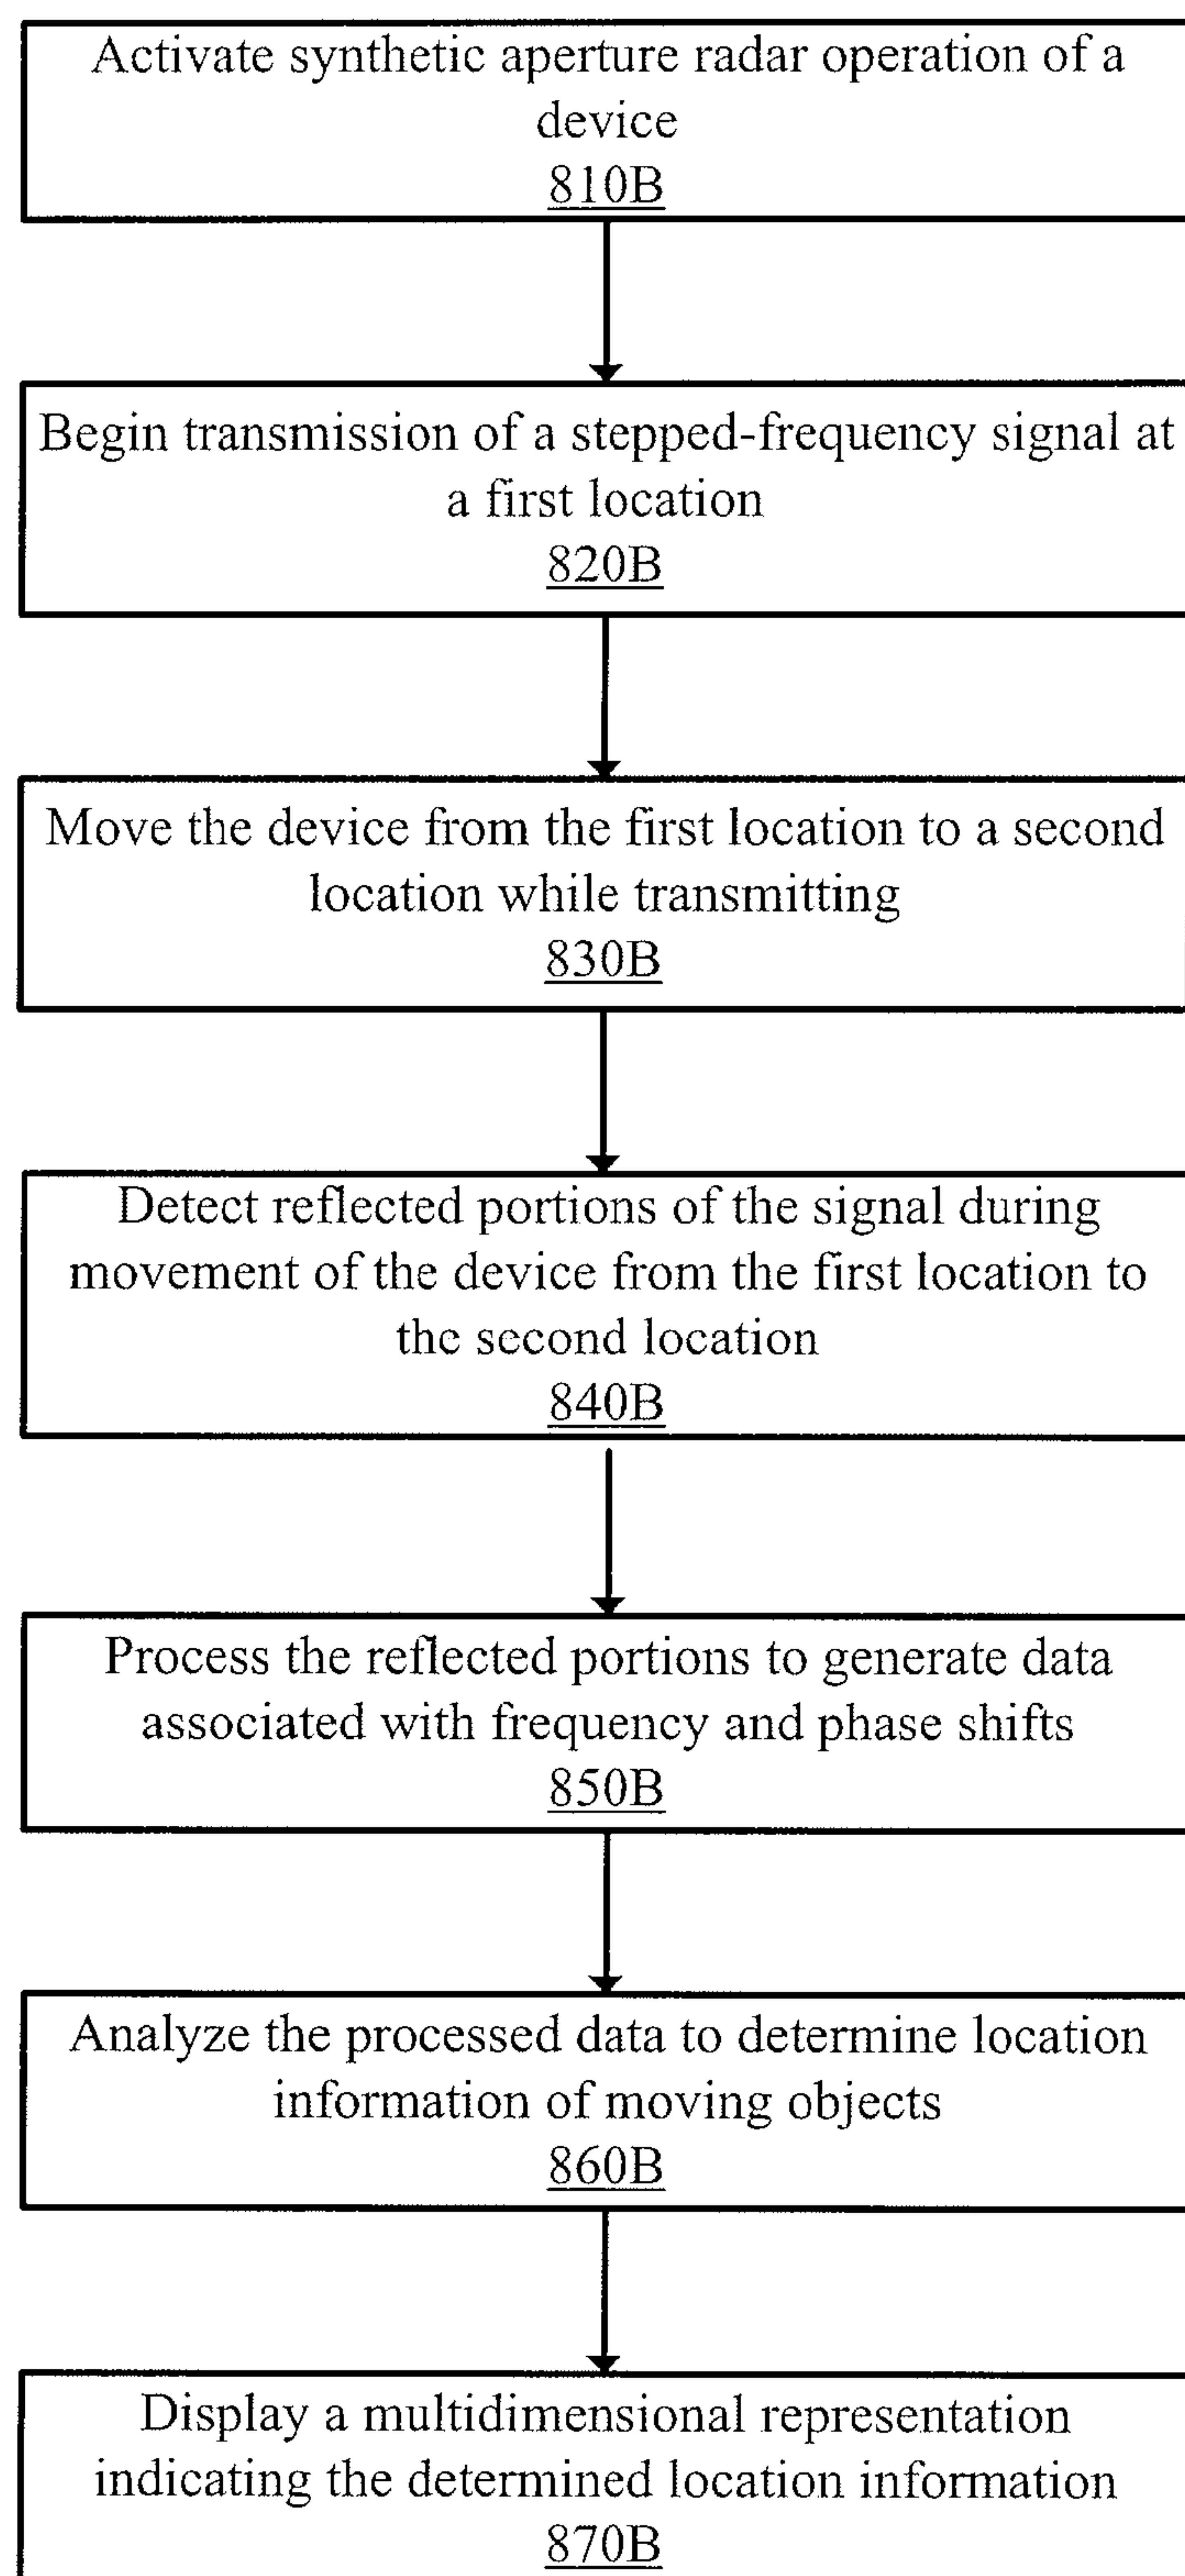 Activate synthetic aperture radar operation of a
device
810B
Begin transmission of a stepped-frequency signal at
a first location
820B
Move the device from the first location to a second
location while transmitting
830B
Detect reflected portions of the signal during
movement of the device from the first location to
the second location
840B
Process the reflected portions to generate data
associated with frequency and phase shifts
850B
Analyze the processed data to determine location
information of moving objects
860B
Display a multidimensional representation
indicating the determined location information
870B